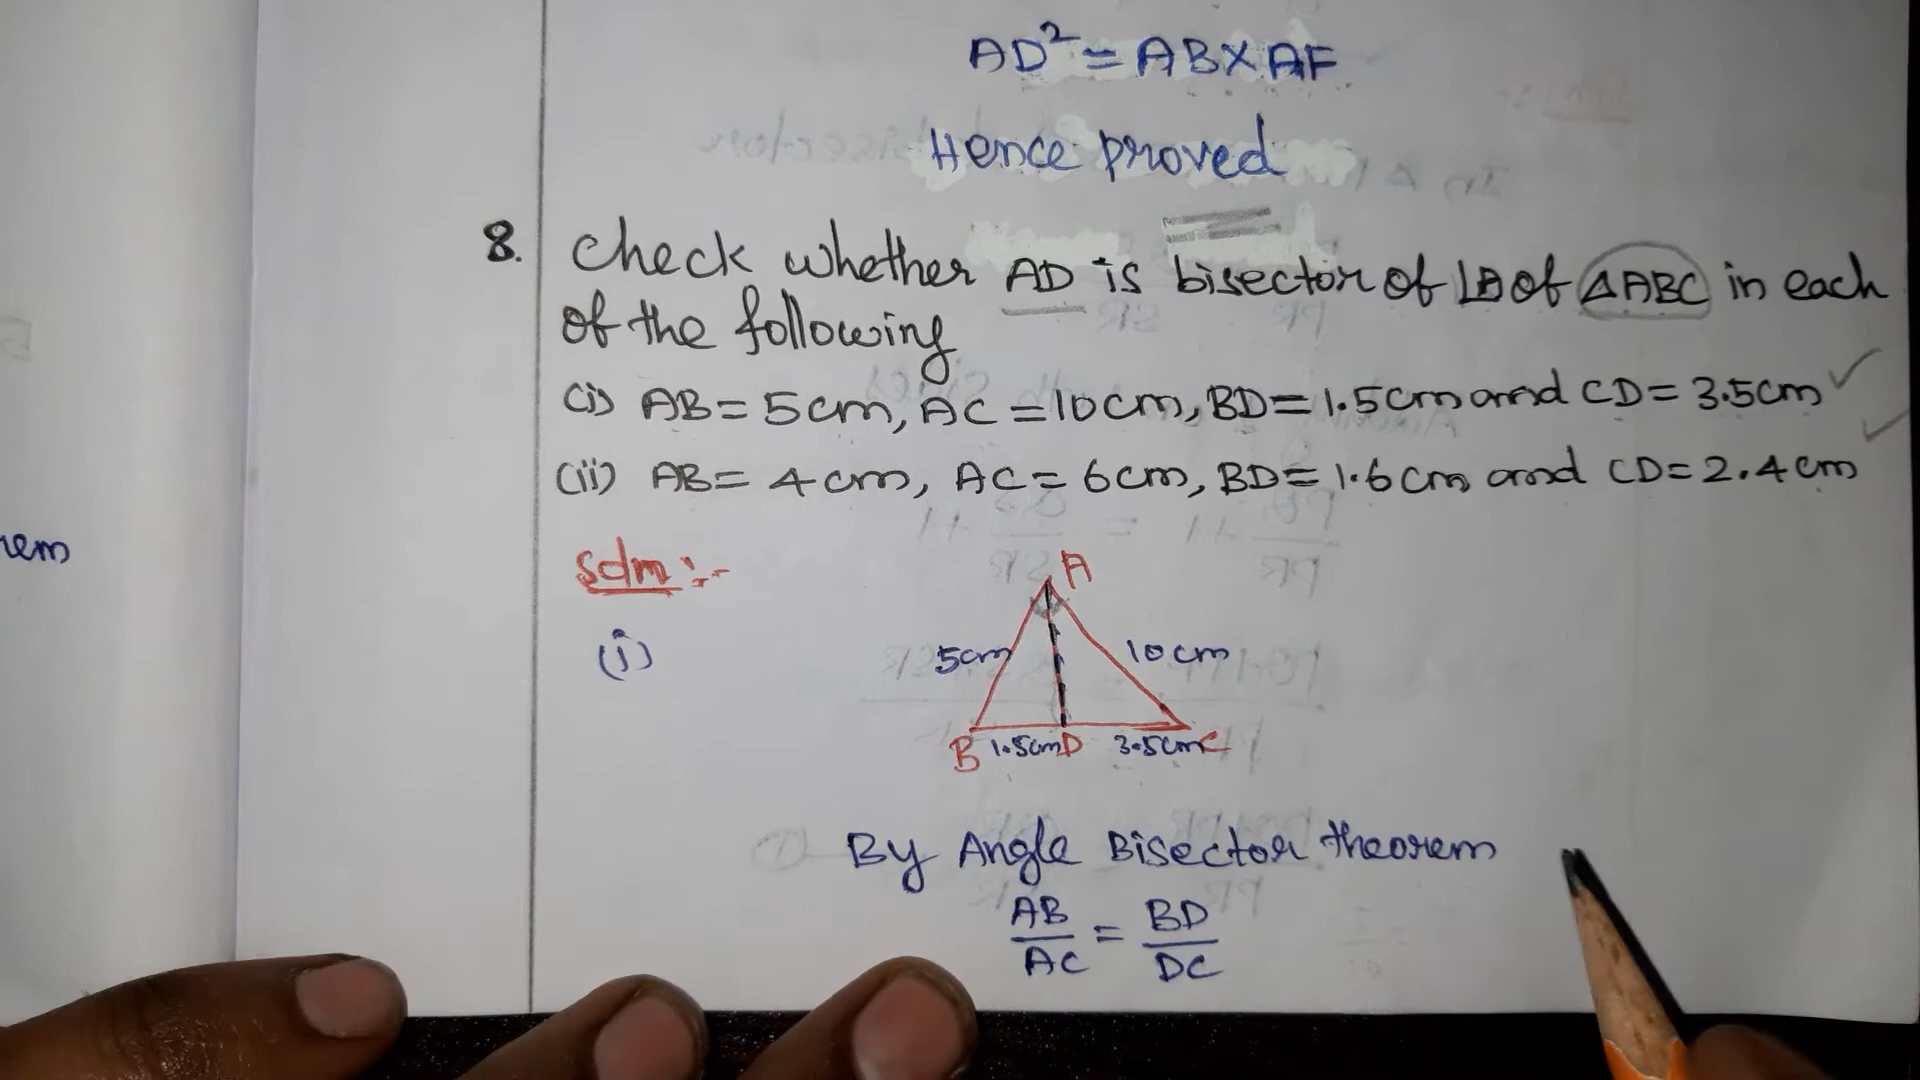 AD² = AB × AF
Hence proved
8. Check whether AD is bisector of ∠A of △ABC in each
of the following
(i) AB = 5cm, AC = 10cm, BD = 1.5cm and CD = 3.5cm
(ii) AB = 4cm, AC = 6cm, BD = 1.6cm and CD = 2.4cm
rem
Soln :-
(i)
A
5cm 10cm
B 1.5cm D 3.5cm C
By Angle Bisector theorem
AB/AC = BD/DC